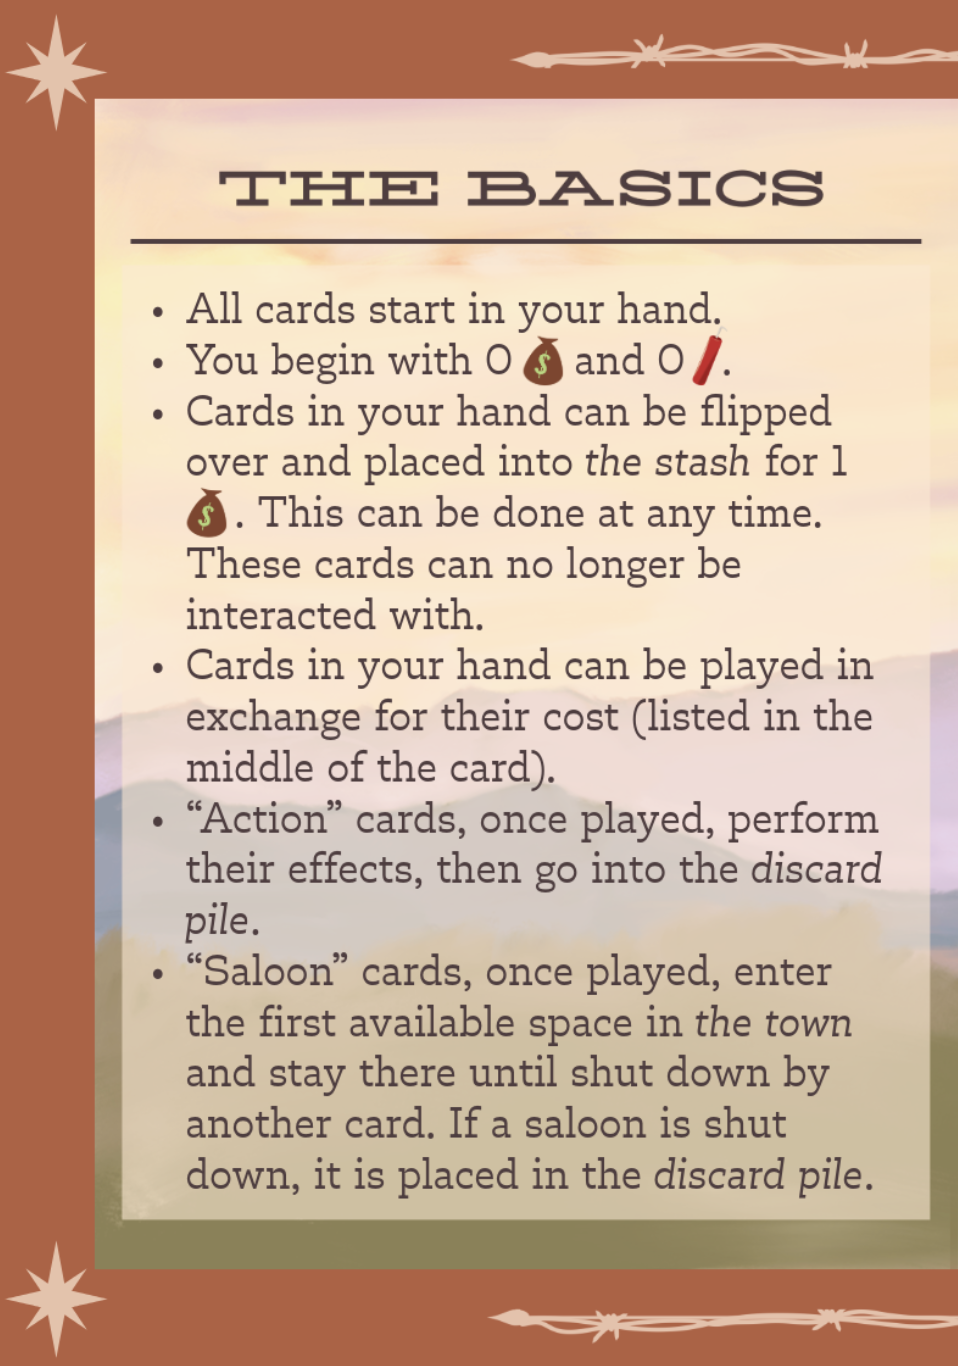 THE BASICS
• All cards start in your hand.
• You begin with 0 💰 and 0 🧨.
• Cards in your hand can be flipped
over and placed into the stash for 1
💰. This can be done at any time.
These cards can no longer be
interacted with.
• Cards in your hand can be played in
exchange for their cost (listed in the
middle of the card).
• “Action” cards, once played, perform
their effects, then go into the discard
pile.
• “Saloon” cards, once played, enter
the first available space in the town
and stay there until shut down by
another card. If a saloon is shut
down, it is placed in the discard pile.